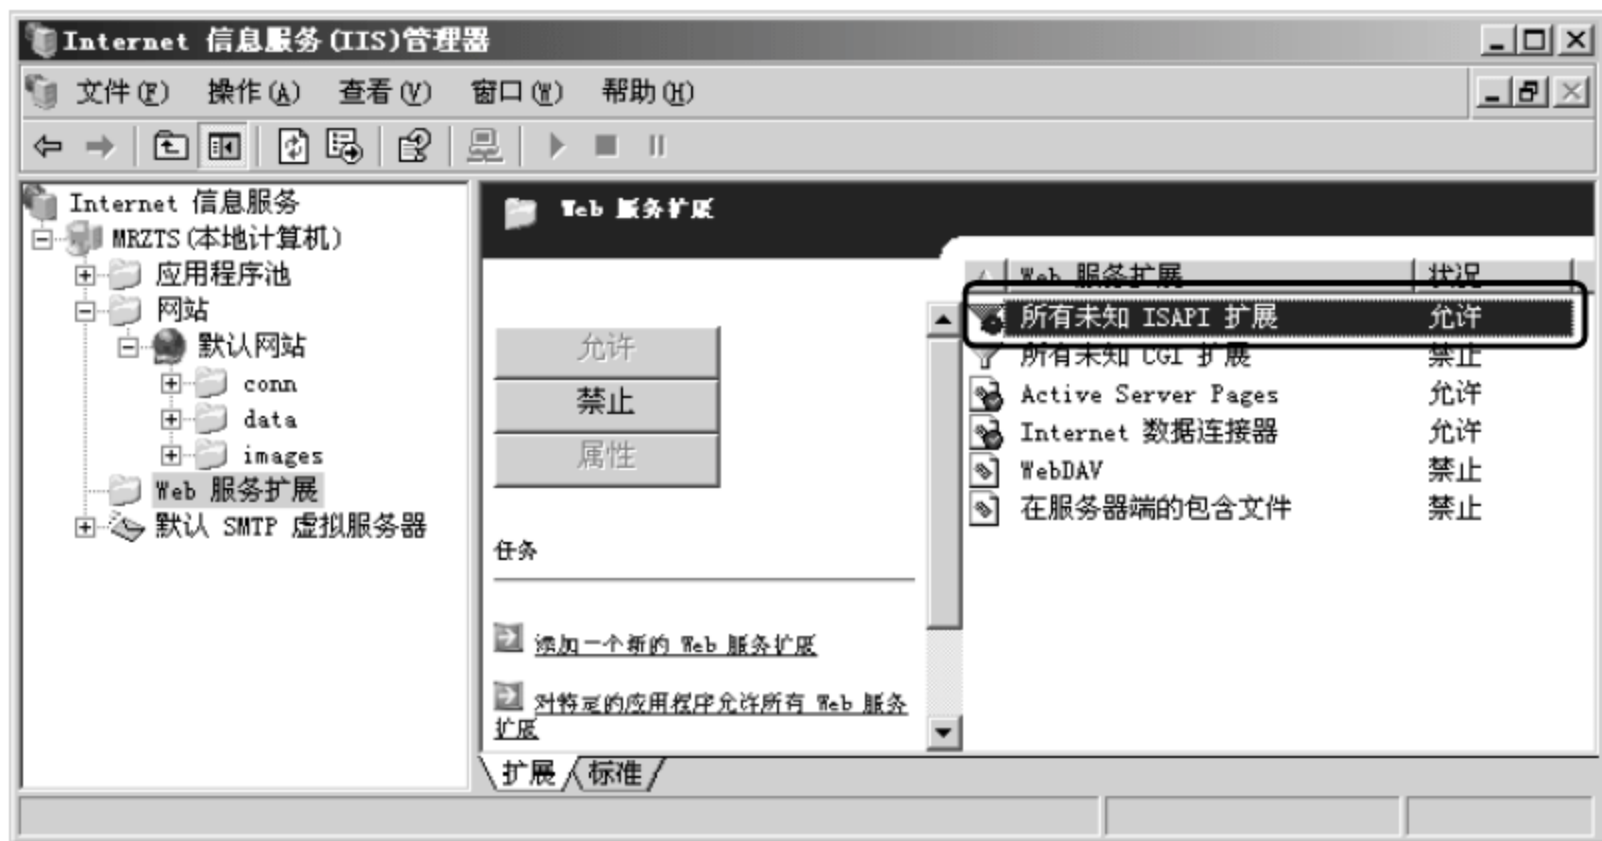 Internet 信息服务(IIS)管理器
文件(F) 操作(A) 查看(V) 窗口(W) 帮助(H)
Internet 信息服务
MRZTS(本地计算机)
应用程序池
网站
默认网站
conn
data
images
Web 服务扩展
默认 SMTP 虚拟服务器
Web 服务扩展
允许
禁止
属性
任务
添加一个新的 Web 服务扩展
对特定的应用程序允许所有 Web 服务
扩展
Web 服务扩展 状况
所有未知 ISAPI 扩展 允许
所有未知 CGI 扩展 禁止
Active Server Pages 允许
Internet 数据连接器 允许
WebDAV 禁止
在服务器端的包含文件 禁止
扩展 标准